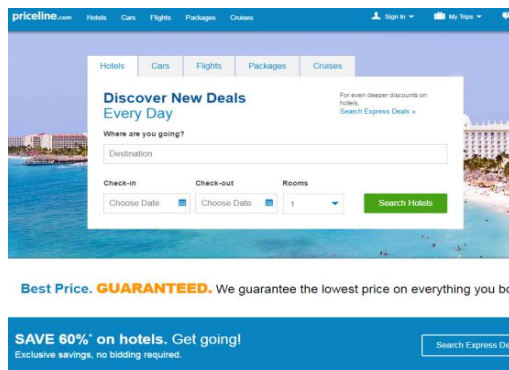 priceline.com Hotels Cars Flights Packages Cruises Sign In My Trips
Hotels Cars Flights Packages Cruises
Discover New Deals
Every Day
For even deeper discounts on
hotels,
Search Express Deals »
Where are you going?
Destination
Check-in Check-out Rooms
Choose Date Choose Date 1 Search Hotels
Best Price. GUARANTEED. We guarantee the lowest price on everything you bo
SAVE 60%* on hotels. Get going!
Exclusive savings, no bidding required.
Search Express De